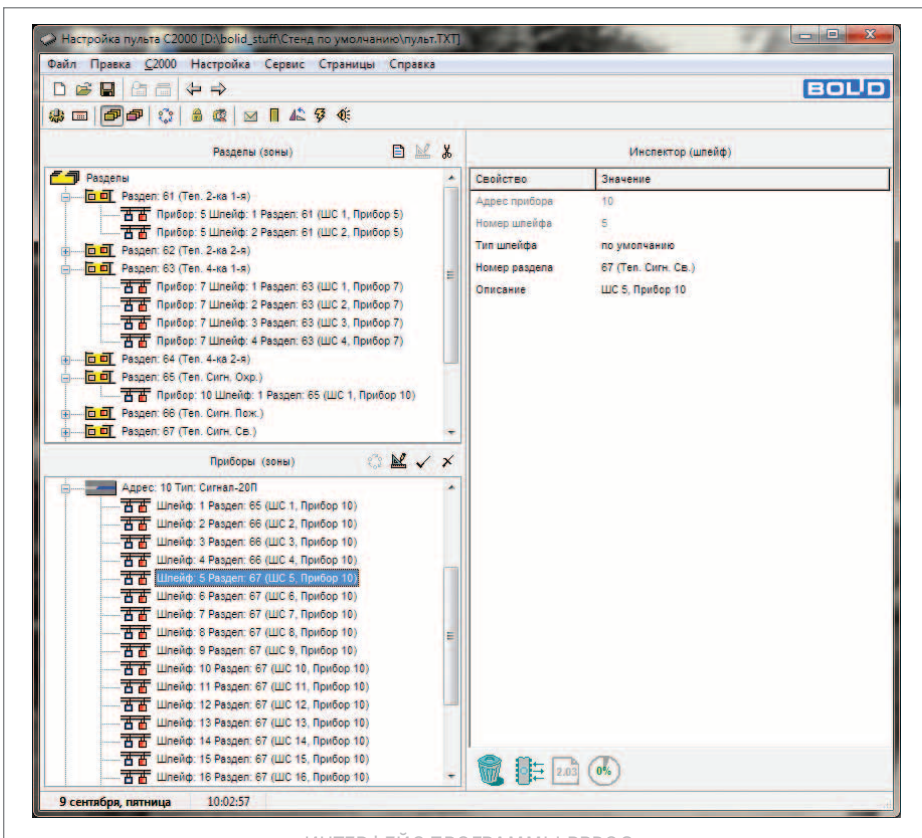 Настройка пульта С2000 [D:\bolid_stuff\Стенд по умолчанию\пульт.TXT]
Файл Правка С2000 Настройка Сервис Страницы Справка
BOLID
Разделы (зоны)
Разделы
Раздел: 61 (Теп. 2-ка 1-я)
Прибор: 5 Шлейф: 1 Раздел: 61 (ШС 1, Прибор 5)
Прибор: 5 Шлейф: 2 Раздел: 61 (ШС 2, Прибор 5)
Раздел: 62 (Теп. 2-ка 2-я)
Раздел: 63 (Теп. 4-ка 1-я)
Прибор: 7 Шлейф: 1 Раздел: 63 (ШС 1, Прибор 7)
Прибор: 7 Шлейф: 2 Раздел: 63 (ШС 2, Прибор 7)
Прибор: 7 Шлейф: 3 Раздел: 63 (ШС 3, Прибор 7)
Прибор: 7 Шлейф: 4 Раздел: 63 (ШС 4, Прибор 7)
Раздел: 64 (Теп. 4-ка 2-я)
Раздел: 65 (Теп. Сигн. Охр.)
Прибор: 10 Шлейф: 1 Раздел: 65 (ШС 1, Прибор 10)
Раздел: 66 (Теп. Сигн. Пож.)
Раздел: 67 (Теп. Сигн. Св.)
Приборы (зоны)
Адрес: 10 Тип: Сигнал-20П
Шлейф: 1 Раздел: 65 (ШС 1, Прибор 10)
Шлейф: 2 Раздел: 66 (ШС 2, Прибор 10)
Шлейф: 3 Раздел: 66 (ШС 3, Прибор 10)
Шлейф: 4 Раздел: 66 (ШС 4, Прибор 10)
Шлейф: 5 Раздел: 67 (ШС 5, Прибор 10)
Шлейф: 6 Раздел: 67 (ШС 6, Прибор 10)
Шлейф: 7 Раздел: 67 (ШС 7, Прибор 10)
Шлейф: 8 Раздел: 67 (ШС 8, Прибор 10)
Шлейф: 9 Раздел: 67 (ШС 9, Прибор 10)
Шлейф: 10 Раздел: 67 (ШС 10, Прибор 10)
Шлейф: 11 Раздел: 67 (ШС 11, Прибор 10)
Шлейф: 12 Раздел: 67 (ШС 12, Прибор 10)
Шлейф: 13 Раздел: 67 (ШС 13, Прибор 10)
Шлейф: 14 Раздел: 67 (ШС 14, Прибор 10)
Шлейф: 15 Раздел: 67 (ШС 15, Прибор 10)
Шлейф: 16 Раздел: 67 (ШС 16, Прибор 10)
Инспектор (шлейф)
Свойство Значение
Адрес прибора 10
Номер шлейфа 5
Тип шлейфа по умолчанию
Номер раздела 67 (Теп. Сигн. Св.)
Описание ШС 5, Прибор 10
2.03 0%
9 сентября, пятница 10:02:57